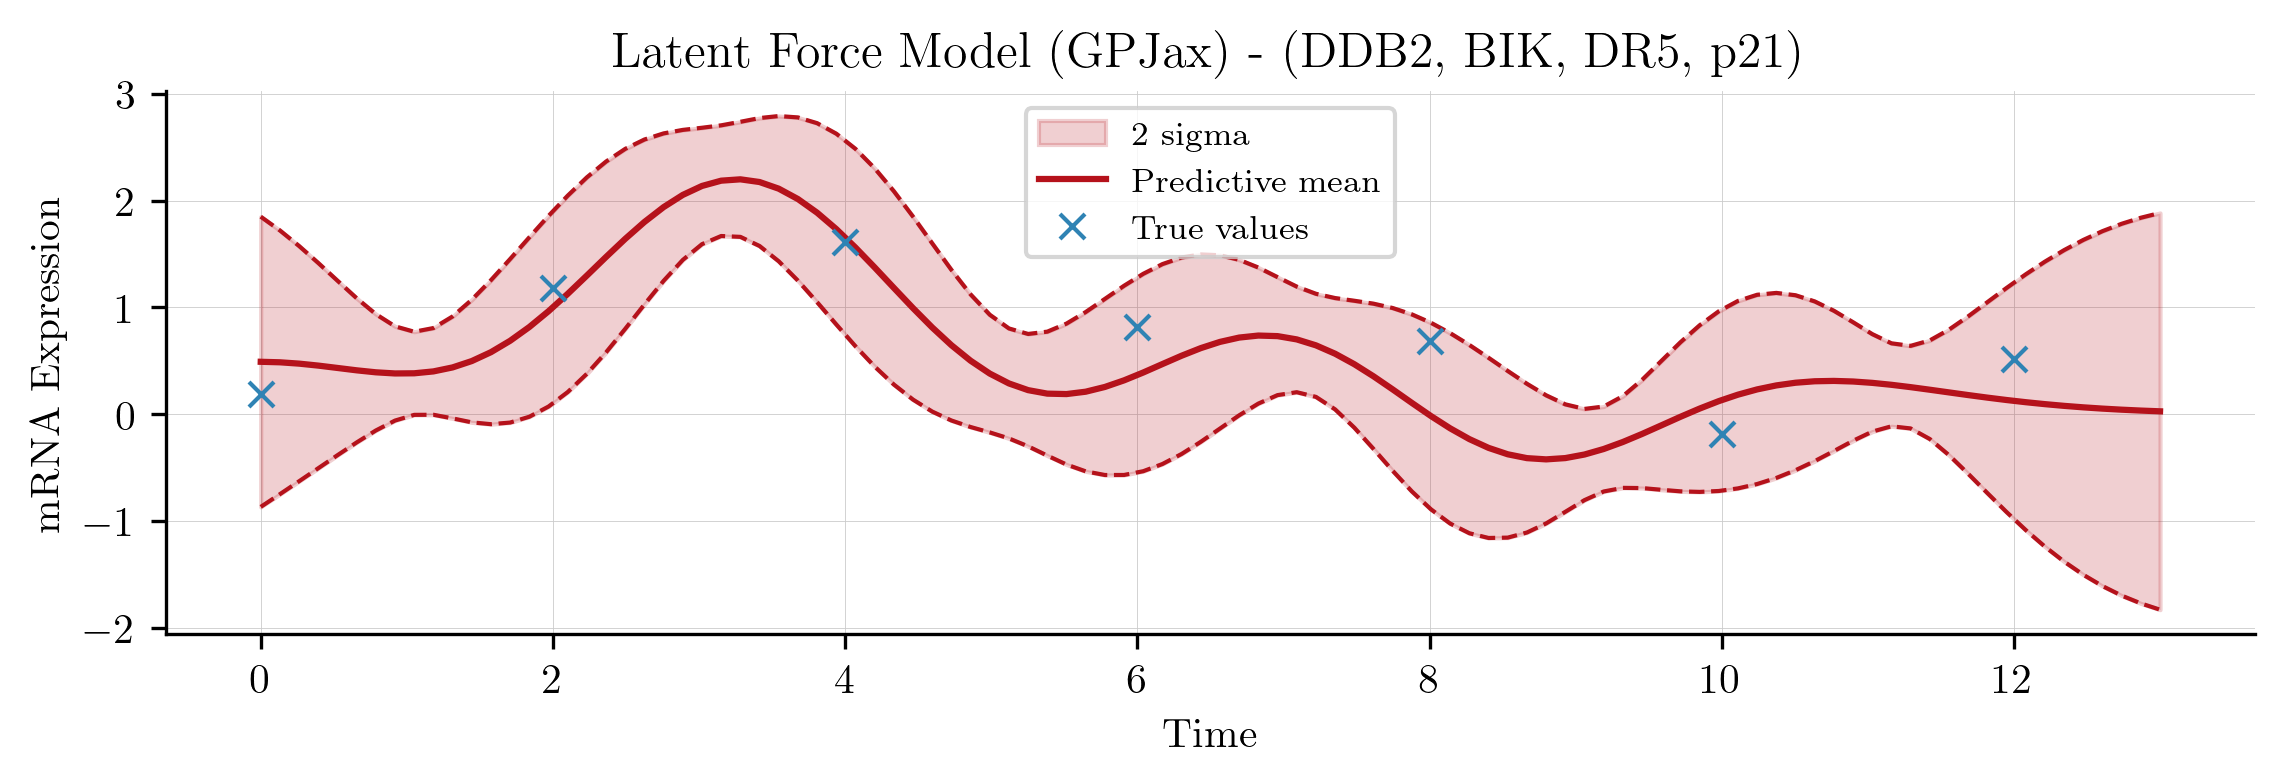 Latent Force Model (GPJax) - (DDB2, BIK, DR5, p21)
3
2
1
0
−1
−2
mRNA Expression
2 sigma
Predictive mean
True values
0 2 4 6 8 10 12
Time